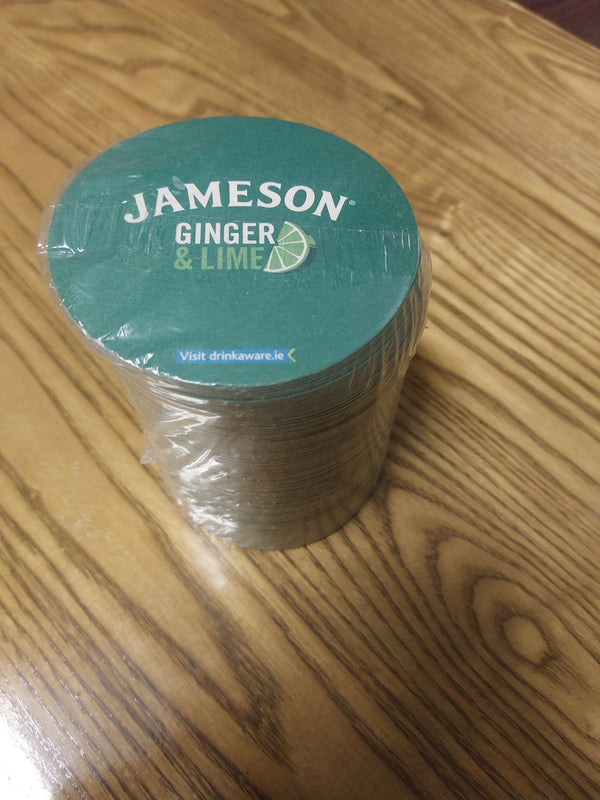 JAMESON®
GINGER
& LIME
Visit drinkaware.ie